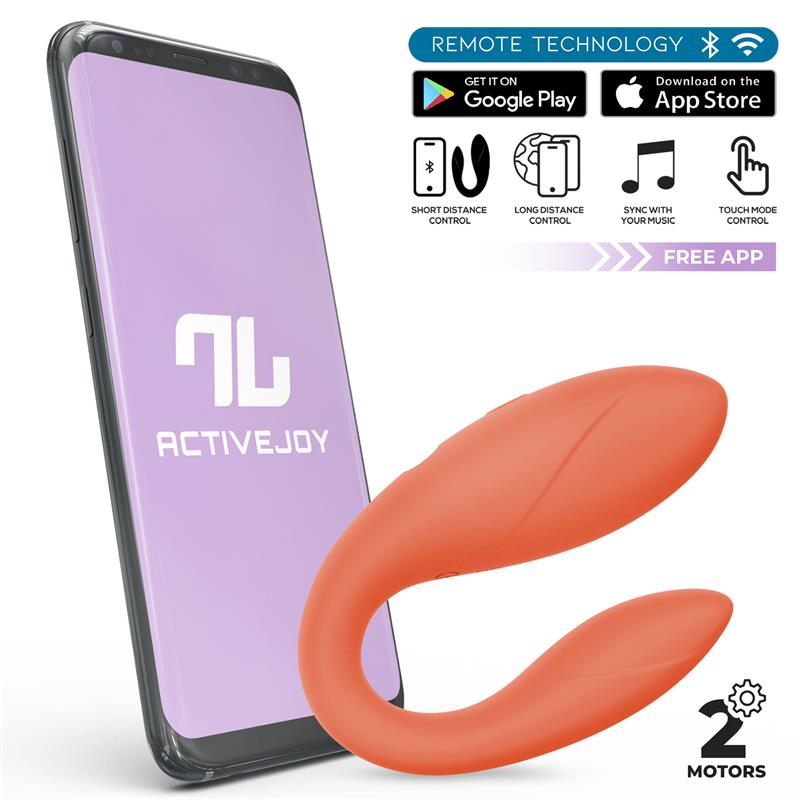 REMOTE TECHNOLOGY
GET IT ON
Google Play
Download on the
App Store
SHORT DISTANCE
CONTROL
LONG DISTANCE
CONTROL
SYNC WITH
YOUR MUSIC
TOUCH MODE
CONTROL
FREE APP
ACTIVEJOY
2
MOTORS